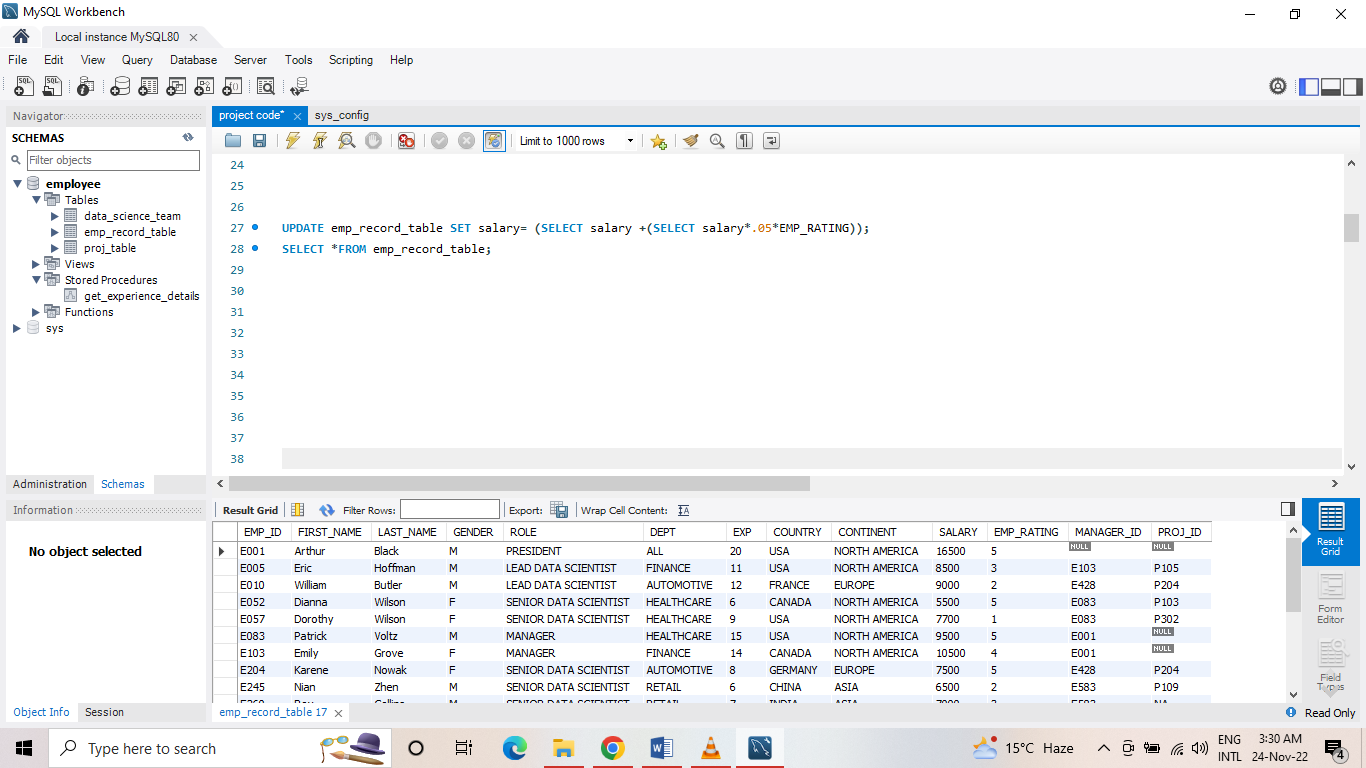 MySQL Workbench
Local instance MySQL80
File Edit View Query Database Server Tools Scripting Help
Navigator
project code* sys_config
SCHEMAS
Limit to 1000 rows
Filter objects
employee
Tables
data_science_team
emp_record_table
proj_table
Views
Stored Procedures
get_experience_details
Functions
sys
24
25
26
27 UPDATE emp_record_table SET salary= (SELECT salary +(SELECT salary*.05*EMP_RATING));
28 SELECT *FROM emp_record_table;
29
30
31
32
33
34
35
36
37
38
Administration Schemas
Information
No object selected
Result Grid Filter Rows: Export: Wrap Cell Content:
EMP_ID FIRST_NAME LAST_NAME GENDER ROLE DEPT EXP COUNTRY CONTINENT SALARY EMP_RATING MANAGER_ID PROJ_ID
E001 Arthur Black M PRESIDENT ALL 20 USA NORTH AMERICA 16500 5 NULL NULL
E005 Eric Hoffman M LEAD DATA SCIENTIST FINANCE 11 USA NORTH AMERICA 8500 3 E103 P105
E010 William Butler M LEAD DATA SCIENTIST AUTOMOTIVE 12 FRANCE EUROPE 9000 2 E428 P204
E052 Dianna Wilson F SENIOR DATA SCIENTIST HEALTHCARE 6 CANADA NORTH AMERICA 5500 5 E083 P103
E057 Dorothy Wilson F SENIOR DATA SCIENTIST HEALTHCARE 9 USA NORTH AMERICA 7700 1 E083 P302
E083 Patrick Voltz M MANAGER HEALTHCARE 15 USA NORTH AMERICA 9500 5 E001 NULL
E103 Emily Grove F MANAGER FINANCE 14 CANADA NORTH AMERICA 10500 4 E001 NULL
E204 Karene Nowak F SENIOR DATA SCIENTIST AUTOMOTIVE 8 GERMANY EUROPE 7500 5 E428 P204
E245 Nian Zhen M SENIOR DATA SCIENTIST RETAIL 6 CHINA ASIA 6500 2 E583 P109
Result
Grid
Form
Editor
Field
Types
Object Info Session
emp_record_table 17
Read Only
Type here to search
15°C Haze
ENG
INTL
3:30 AM
24-Nov-22
4